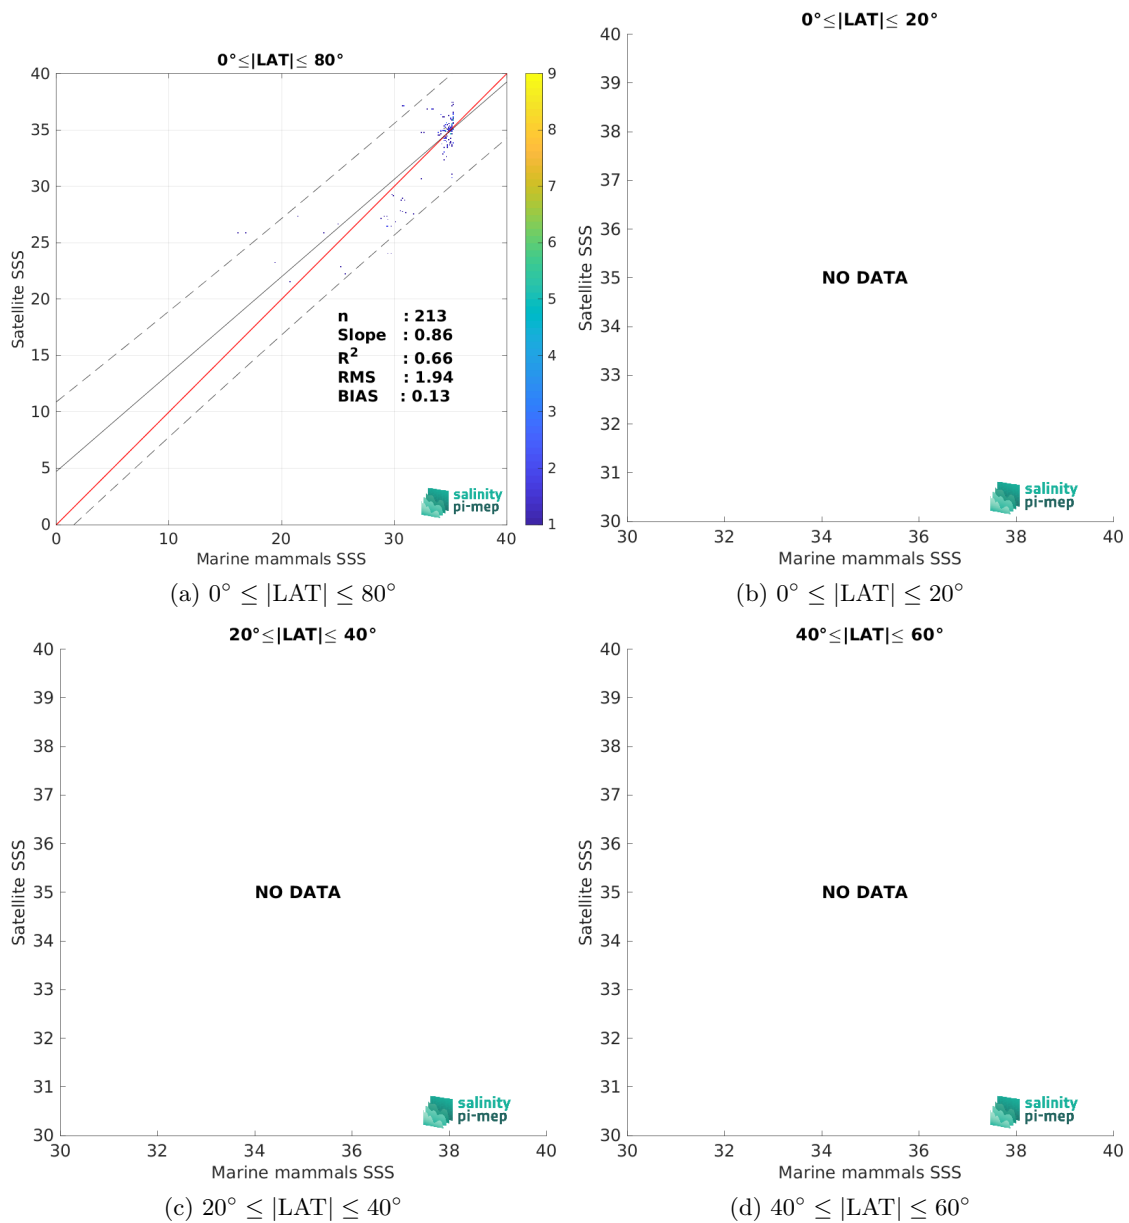 0°≤|LAT|≤ 80°
40
35
30
25
20
15
10
5
0
0
10
20
30
40
Satellite SSS
Marine mammals SSS
n : 213
Slope : 0.86
R² : 0.66
RMS : 1.94
BIAS : 0.13
9
8
7
6
5
4
3
2
1
salinity
pi-mep
(a) 0° ≤ |LAT| ≤ 80°
0°≤|LAT|≤ 20°
40
39
38
37
36
35
34
33
32
31
30
30
32
34
36
38
40
Satellite SSS
Marine mammals SSS
NO DATA
salinity
pi-mep
(b) 0° ≤ |LAT| ≤ 20°
20°≤|LAT|≤ 40°
40
39
38
37
36
35
34
33
32
31
30
30
32
34
36
38
40
Satellite SSS
Marine mammals SSS
NO DATA
salinity
pi-mep
(c) 20° ≤ |LAT| ≤ 40°
40°≤|LAT|≤ 60°
40
39
38
37
36
35
34
33
32
31
30
30
32
34
36
38
40
Satellite SSS
Marine mammals SSS
NO DATA
salinity
pi-mep
(d) 40° ≤ |LAT| ≤ 60°